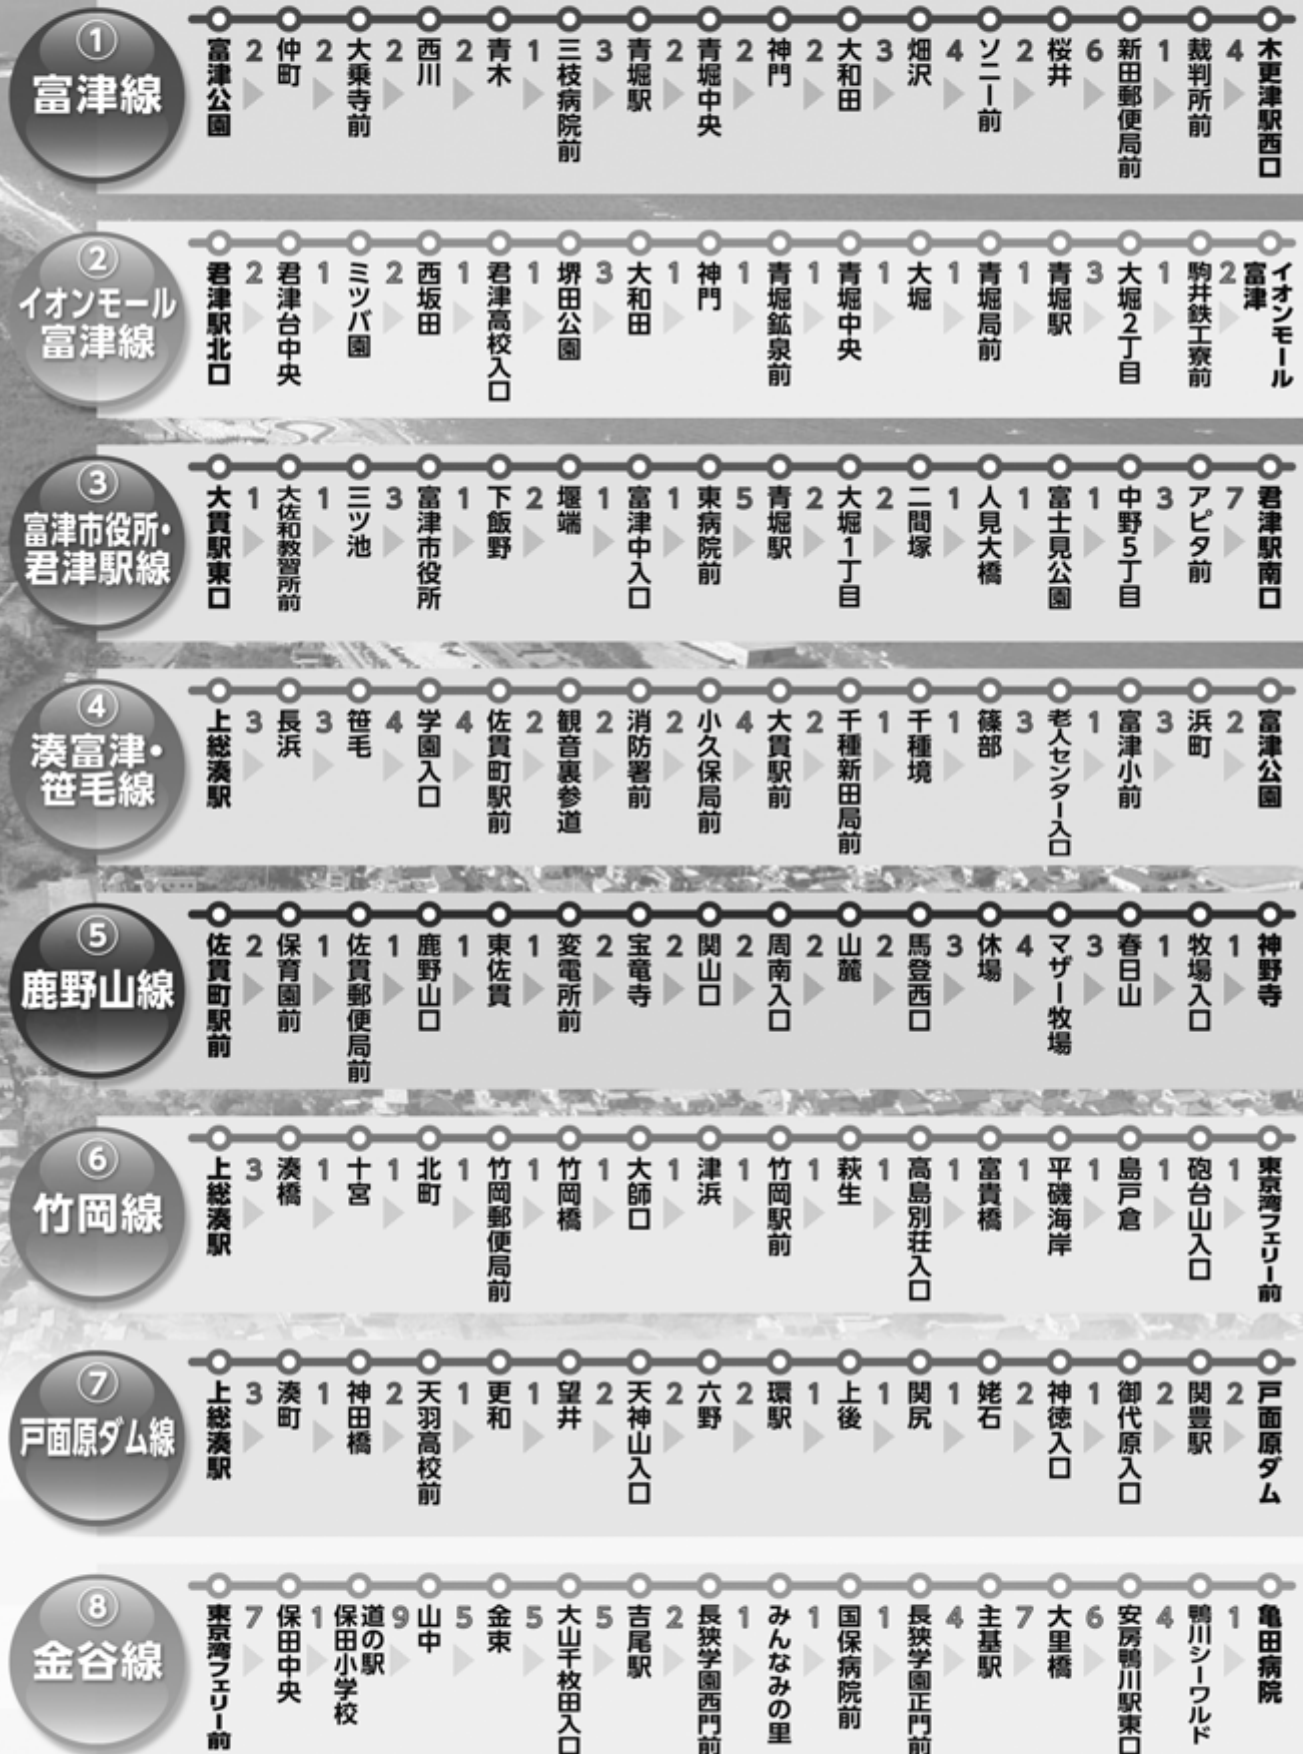 ①
富津線
富津公園 2 仲町 2 大乗寺前 2 西川 2 青木 1 三枝病院前 3 青堀駅 2 青堀中央 2 神門 2 大和田 3 畑沢 4 ソニー前 2 桜井 6 新田郵便局前 1 裁判所前 4 木更津駅西口
②
イオンモール
富津線
君津駅北口 2 君津台中央 1 ミツバ園 2 西坂田 1 君津高校入口 1 堺田公園 3 大和田 1 神門 1 青堀鉱泉前 1 青堀中央 1 大堀 1 青堀局前 1 青堀駅 3 大堀2丁目 1 駒井鉄工寮前 2 イオンモール富津
③
富津市役所・
君津駅線
大貫駅東口 1 大佐和教習所前 1 三ツ池 3 富津市役所 1 下飯野 2 堰端 1 富津中入口 1 東病院前 5 青堀駅 2 大堀1丁目 2 二間塚 1 人見大橋 1 富士見公園 1 中野5丁目 3 アピタ前 7 君津駅南口
④
湊富津・
笹毛線
上総湊駅 3 長浜 3 笹毛 4 学園入口 4 佐貫町駅前 2 観音裏参道 2 消防署前 2 小久保局前 4 大貫駅前 2 千種新田局前 1 千種境 1 篠部 3 老人センター入口 1 富津小前 3 浜町 2 富津公園
⑤
鹿野山線
佐貫町駅前 2 保育園前 1 佐貫郵便局前 1 鹿野山口 1 東佐貫 1 変電所前 2 宝竜寺 2 関山口 2 周南入口 2 山麓 2 馬登西口 3 休場 4 マザー牧場 3 春日山 1 牧場入口 1 神野寺
⑥
竹岡線
上総湊駅 3 湊橋 1 十宮 1 北町 1 竹岡郵便局前 1 竹岡橋 1 大師口 1 津浜 1 竹岡駅前 1 萩生 1 高島別荘入口 1 富貴橋 1 平磯海岸 1 島戸倉 1 砲台山入口 1 東京湾フェリー前
⑦
戸面原ダム線
上総湊駅 3 湊町 1 神田橋 2 天羽高校前 1 更和 1 望井 2 天神山入口 2 六野 2 環駅 1 上後 1 関尻 1 姥石 2 神徳入口 1 御代原入口 2 関豊駅 2 戸面原ダム
⑧
金谷線
東京湾フェリー前 7 保田中央 1 道の駅保田小学校 9 山中 5 金束 5 大山千枚田入口 5 吉尾駅 2 長狭学園西門前 1 みんなみの里 1 国保病院前 1 長狭学園正門前 4 主基駅 7 大里橋 6 安房鴨川駅東口 4 鴨川シーワルド 1 亀田病院